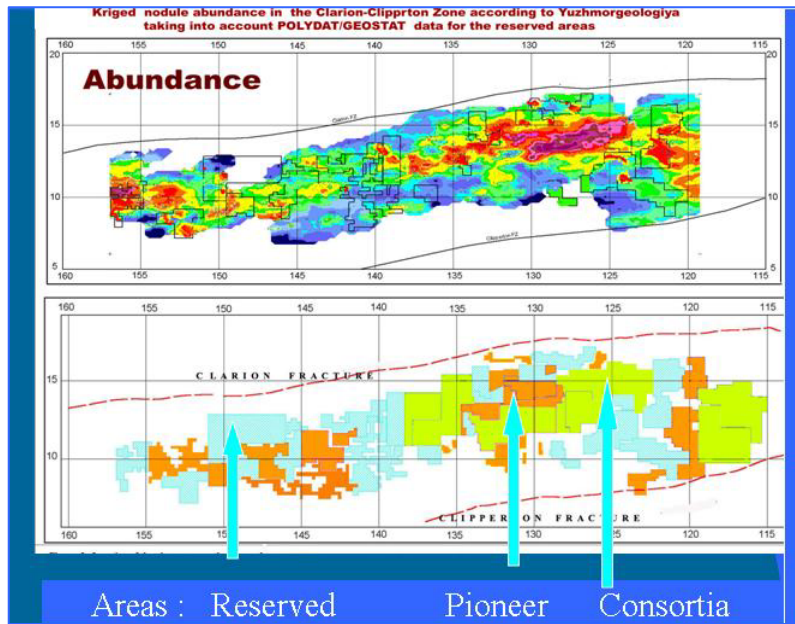 Kriged nodule abundance in the Clarion-Clipprton Zone according to Yuzhmorgeologiya
taking into account POLYDAT/GEOSTAT data for the reserved areas
160 155 150 145 140 135 130 125 120 115
20 20
Abundance
Clarion FZ
15 15
10 10
Clipperton FZ
5 5
160 155 150 145 140 135 130 125 120 115
160 155 150 145 140 135 130 125 120 115
CLARION FRACTURE
15
10
CLIPPERTON FRACTURE
160 155 150 145 140 135 130 125 120 115
Areas : Reserved Pioneer Consortia